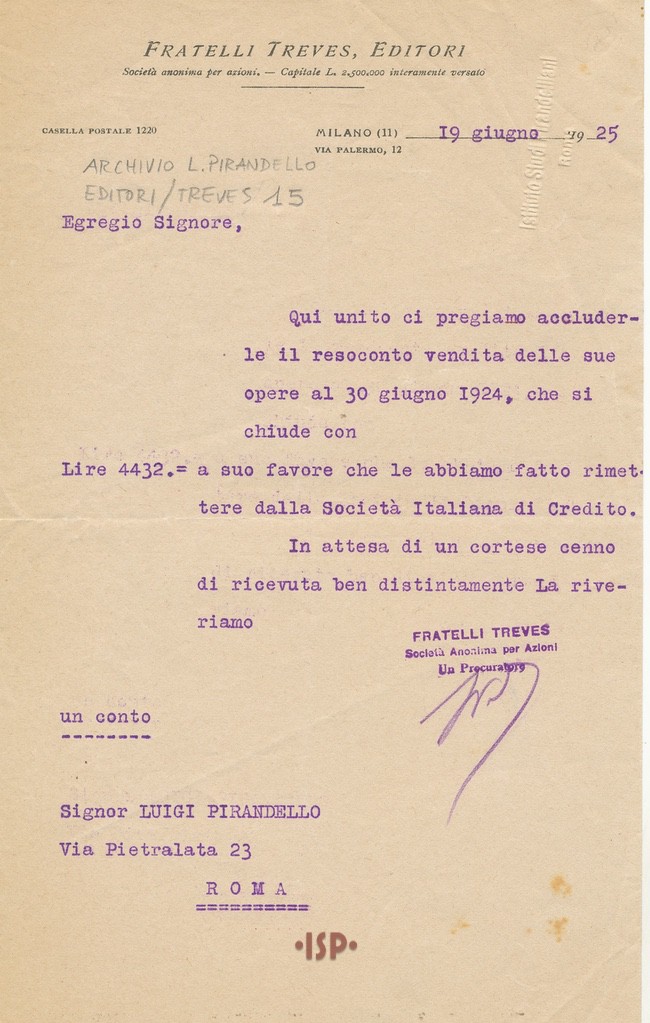 FRATELLI TREVES, EDITORI
Società anonima per azioni. — Capitale L. 2.500.000 interamente versato
CASELLA POSTALE 1220
MILANO (11) 19 giugno 1925
VIA PALERMO, 12
ARCHIVIO L. PIRANDELLO
EDITORI/TREVES 15
Istituto Studi Pirandelliani
Roma
Egregio Signore,
Qui unito ci pregiamo accluder-
le il resoconto vendita delle sue
opere al 30 giugno 1924, che si
chiude con
Lire 4432.= a suo favore che le abbiamo fatto rimet-
tere dalla Società Italiana di Credito.
In attesa di un cortese cenno
di ricevuta ben distintamente La rive-
riamo
FRATELLI TREVES
Società Anonima per Azioni
Un Procuratore
un conto
Signor LUIGI PIRANDELLO
Via Pietralata 23
R O M A
•ISP•